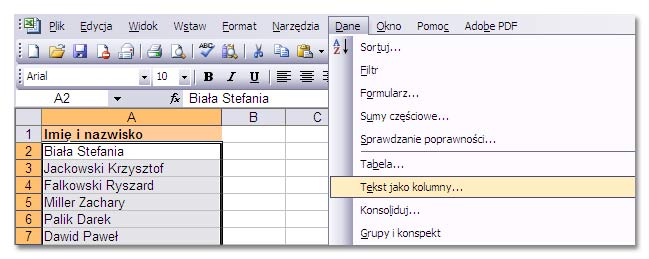 Plik Edycja Widok Wstaw Format Narzędzia Dane Okno Pomoc Adobe PDF
Sortuj...
Filtr
Formularz...
Sumy częściowe...
Sprawdzanie poprawności...
Tabela...
Tekst jako kolumny...
Konsoliduj...
Grupy i konspekt
Arial 10 B I U
A2 fx Biała Stefania
A B C
1 Imię i nazwisko
2 Biała Stefania
3 Jackowski Krzysztof
4 Falkowski Ryszard
5 Miller Zachary
6 Palik Darek
7 Dawid Paweł